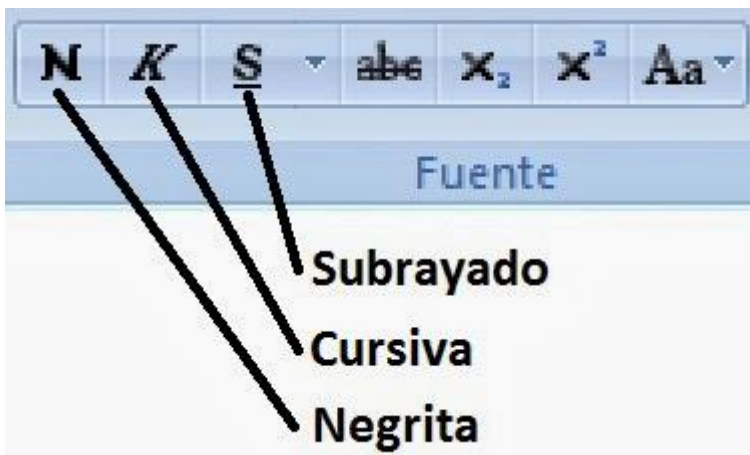 N K S abc x₂ x² Aa
Fuente
Subrayado
Cursiva
Negrita